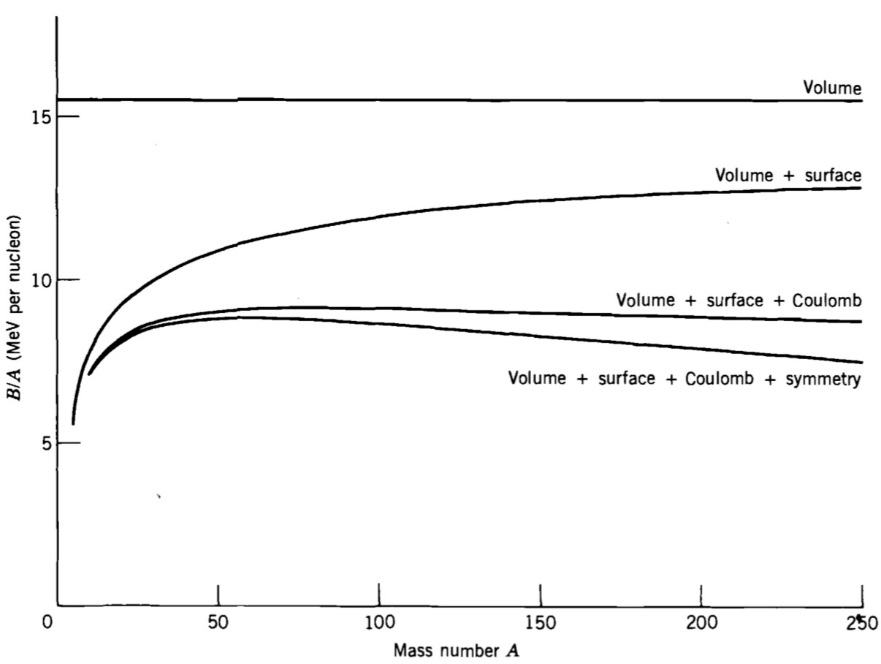 Volume
15
Volume + surface
10
Volume + surface + Coulomb
Volume + surface + Coulomb + symmetry
5
B/A (MeV per nucleon)
0 50 100 150 200 250
Mass number A